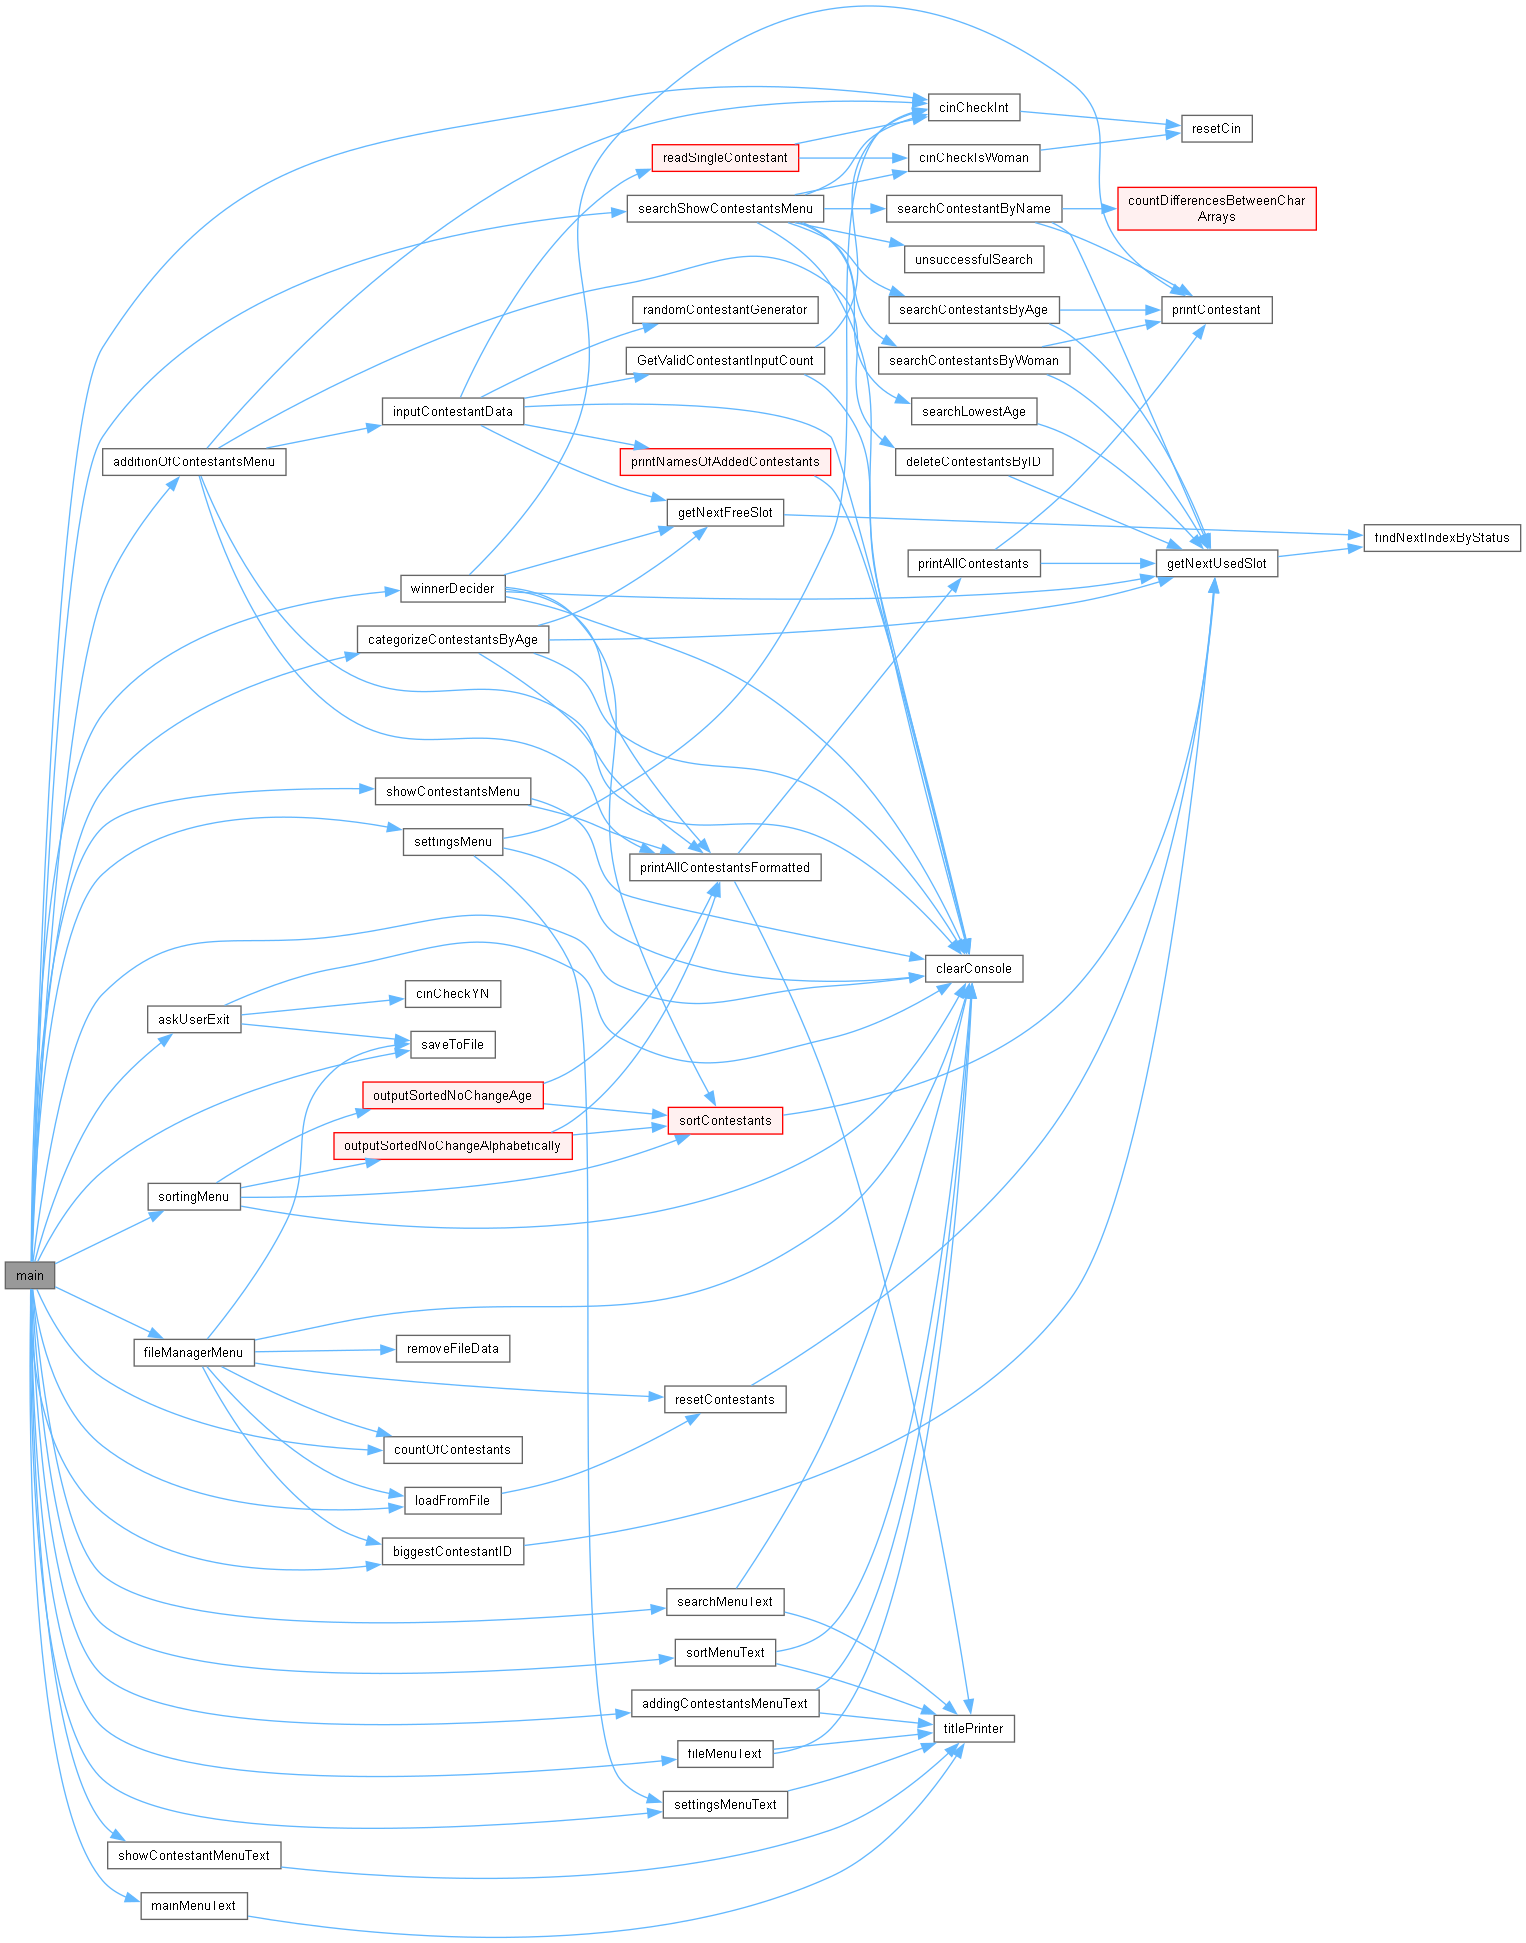 cinCheckInt
resetCin
readSingleContestant
cinCheckIsWoman
searchShowContestantsMenu
searchContestantByName
countDifferencesBetweenChar
Arrays
unsuccessfulSearch
randomContestantGenerator
searchContestantsByAge
printContestant
GetValidContestantInputCount
searchContestantsByWoman
inputContestantData
searchLowestAge
additionOfContestantsMenu
printNamesOfAddedContestants
deleteContestantsByID
getNextFreeSlot
findNextIndexByStatus
printAllContestants
getNextUsedSlot
winnerDecider
categorizeContestantsByAge
showContestantsMenu
settingsMenu
printAllContestantsFormatted
clearConsole
cinCheckYN
askUserExit
saveToFile
outputSortedNoChangeAge
sortContestants
outputSortedNoChangeAlphabetically
sortingMenu
main
fileManagerMenu
removeFileData
resetContestants
countOfContestants
loadFromFile
biggestContestantID
searchMenuText
sortMenuText
addingContestantsMenuText
titlePrinter
fileMenuText
settingsMenuText
showContestantMenuText
mainMenuText